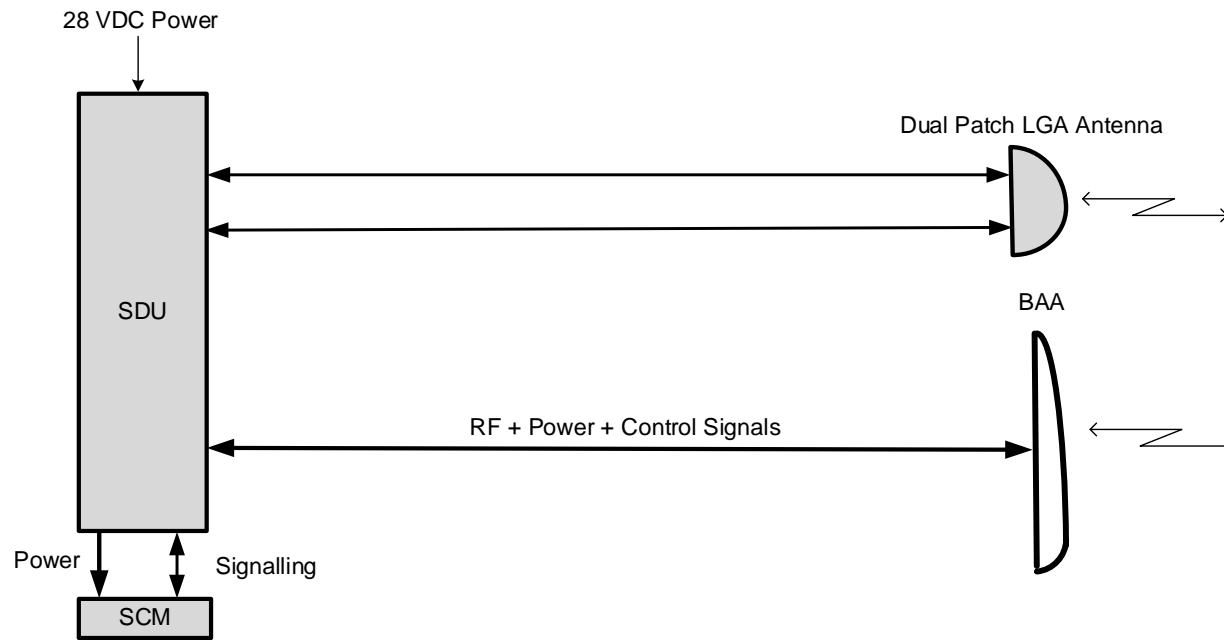 28 VDC Power
Dual Patch LGA Antenna
SDU
BAA
RF + Power + Control Signals
Power
Signalling
SCM